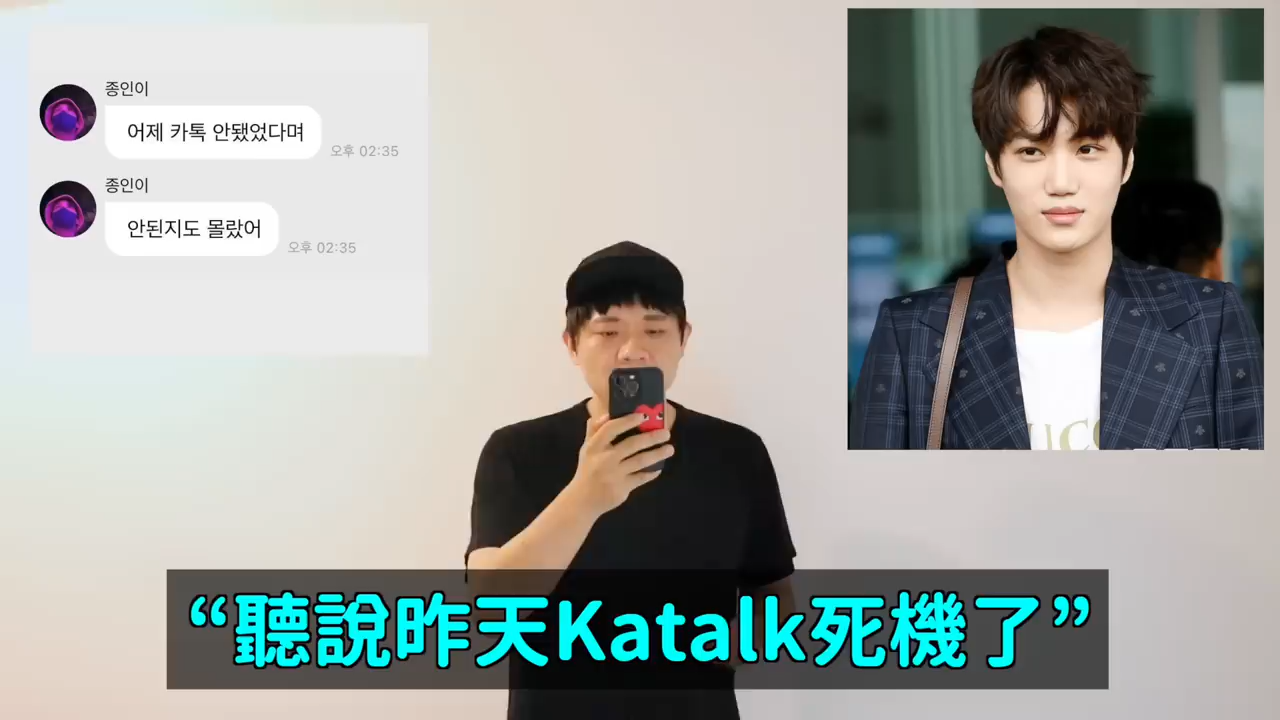 종인이
어제 카톡 안됐었다며
오후 02:35
종인이
안된지도 몰랐어
오후 02:35
“聽說昨天Katalk死機了”